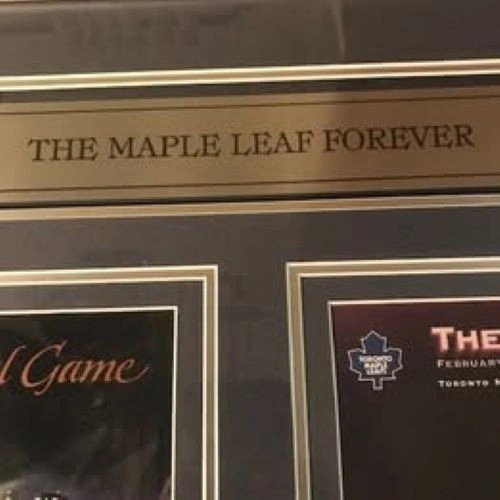 THE MAPLE LEAF FOREVER
Game
THE
FEBRUARY
TORONTO
TORONTO
MAPLE
LEAFS